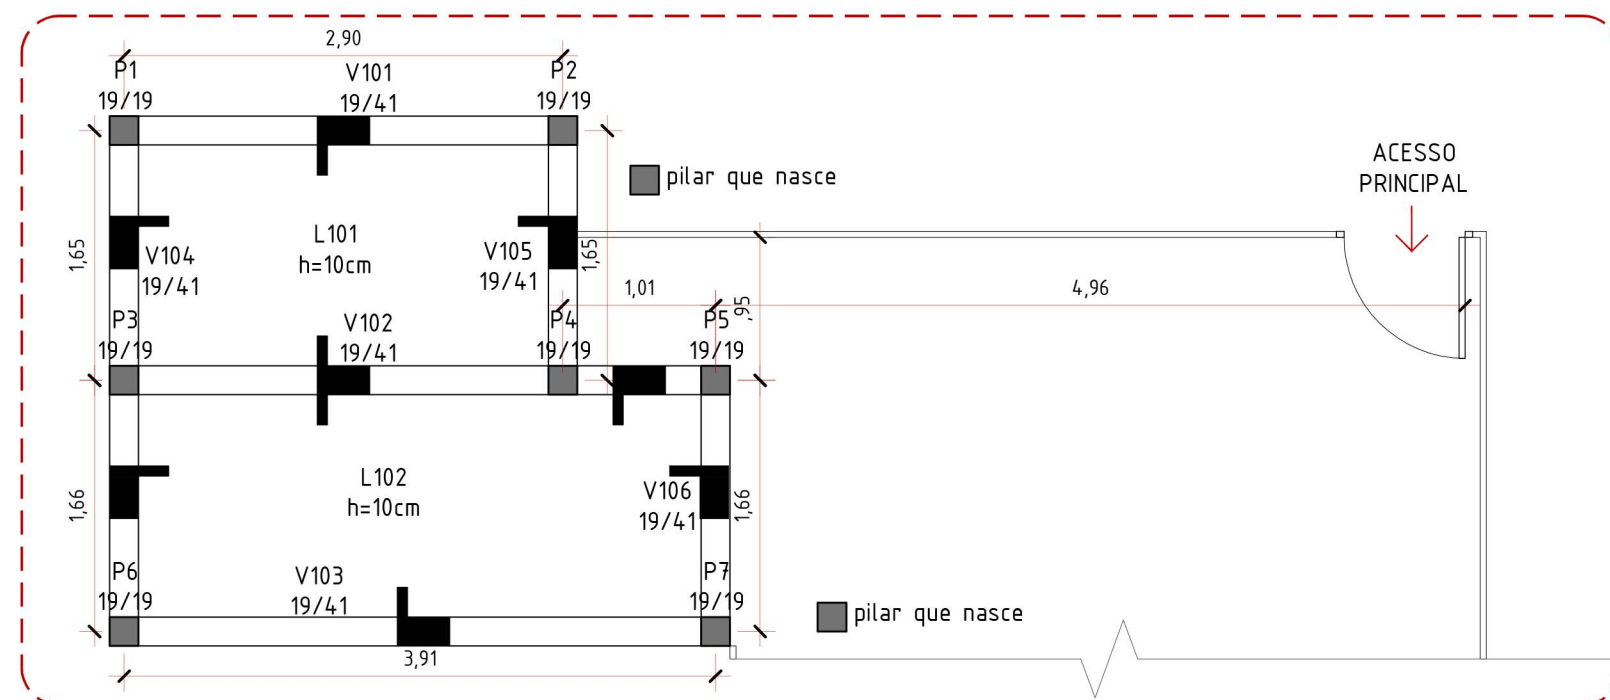 2,90
P1
19/19
V101
19/41
P2
19/19
pilar que nasce
ACESSO
PRINCIPAL
L101
h=10cm
1,65
V104
19/41
V105
19/41
1,65
1,01
4,96
,95
P3
19/19
V102
19/41
P4
19/19
P5
19/19
L102
h=10cm
1,66
V106
19/41
1,66
P6
19/19
V103
19/41
P7
19/19
pilar que nasce
3,91